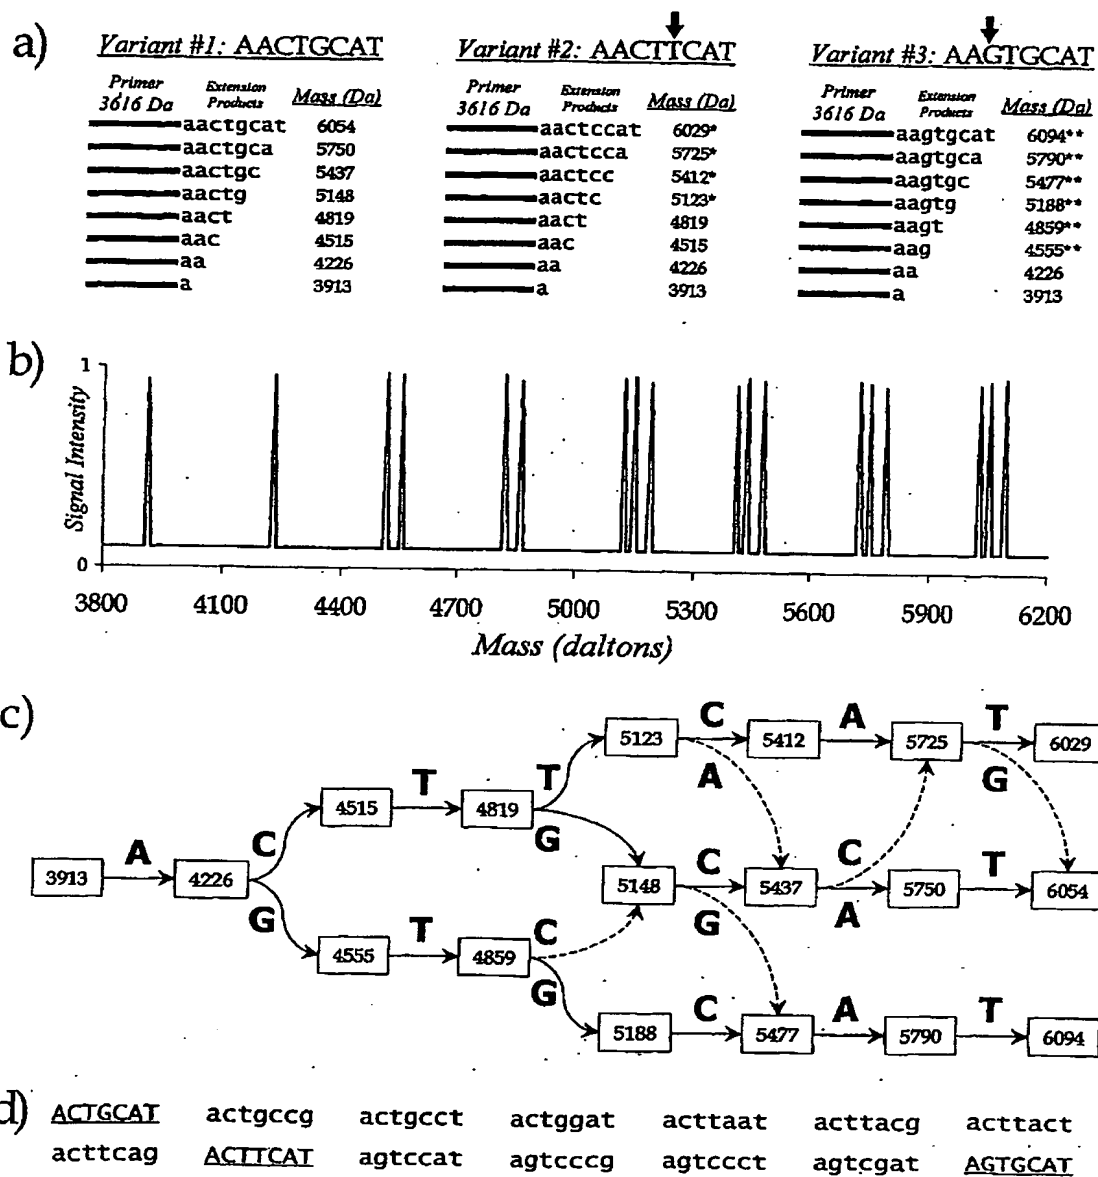 a)
Variant #1: AACTGCAT
Primer 3616 Da
Extension Products
Mass (Da)
aactgcat 6054
aactgca 5750
aactgc 5437
aactg 5148
aact 4819
aac 4515
aa 4226
a 3913
Variant #2: AACTTCAT
Primer 3616 Da
Extension Products
Mass (Da)
aactccat 6029*
aactcca 5725*
aactcc 5412*
aactc 5123*
aact 4819
aac 4515
aa 4226
a 3913
Variant #3: AAGTGCAT
Primer 3616 Da
Extension Products
Mass (Da)
aagtgcat 6094**
aagtgca 5790**
aagtgc 5477**
aagtg 5188**
aagt 4859**
aag 4555**
aa 4226
a 3913
b)
Signal Intensity
1
0
3800 4100 4400 4700 5000 5300 5600 5900 6200
Mass (daltons)
c)
C A T
5123 5412 5725 6029
T T A G
4515 4819
A C G C C T
3913 4226 5148 5437 5750 6054
G T C G A
4555 4859
G C A T
5188 5477 5790 6094
d)
ACTGCAT actgccg actgcct actggat acttaat acttacg acttact
acttcag ACTTCAT agtccat agtcccg agtccct agtcgat AGTGCAT